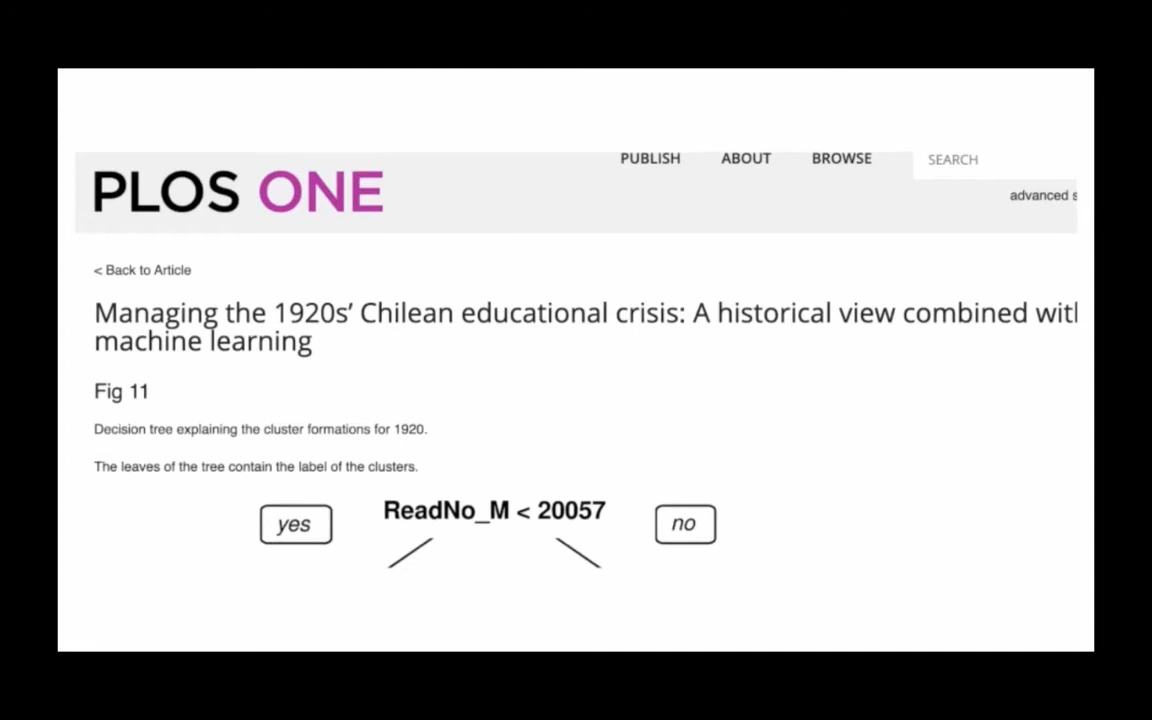 PUBLISH ABOUT BROWSE SEARCH
PLOS ONE
advanced s
< Back to Article
Managing the 1920s' Chilean educational crisis: A historical view combined with
machine learning
Fig 11
Decision tree explaining the cluster formations for 1920.
The leaves of the tree contain the label of the clusters.
yes ReadNo_M < 20057 no